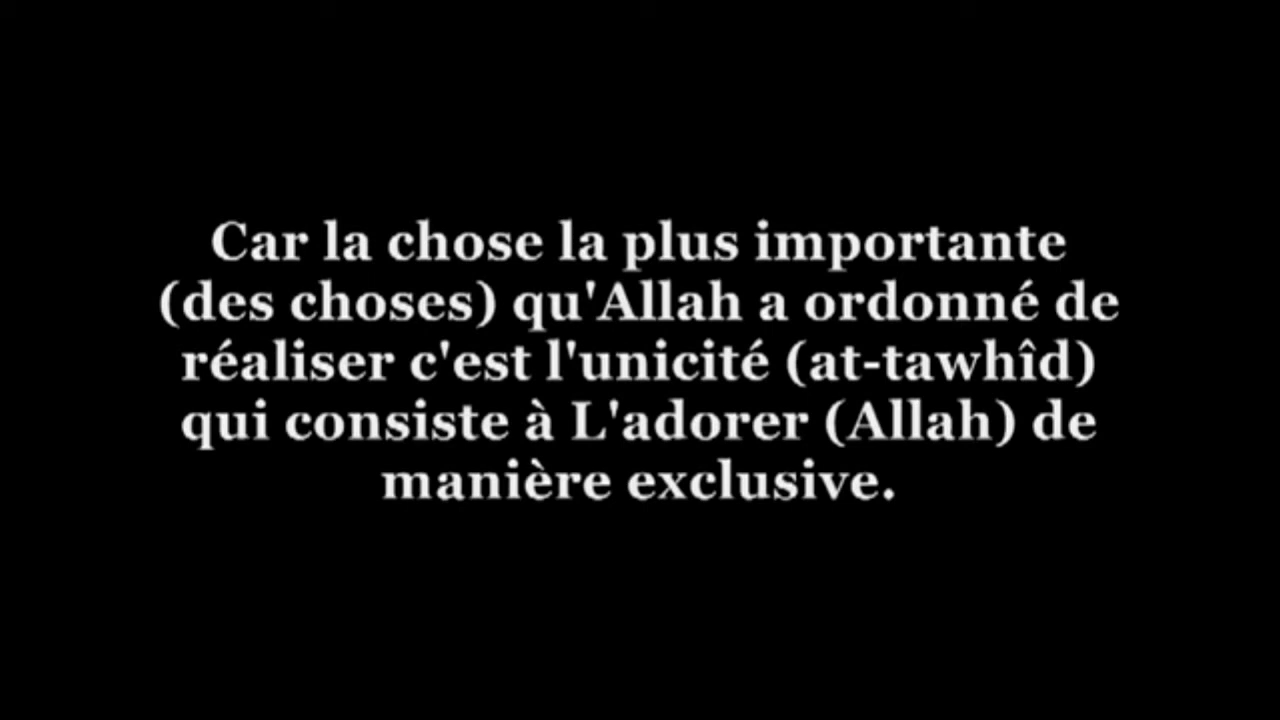 Car la chose la plus importante
(des choses) qu'Allah a ordonné de
réaliser c'est l'unicité (at-tawhîd)
qui consiste à L'adorer (Allah) de
manière exclusive.